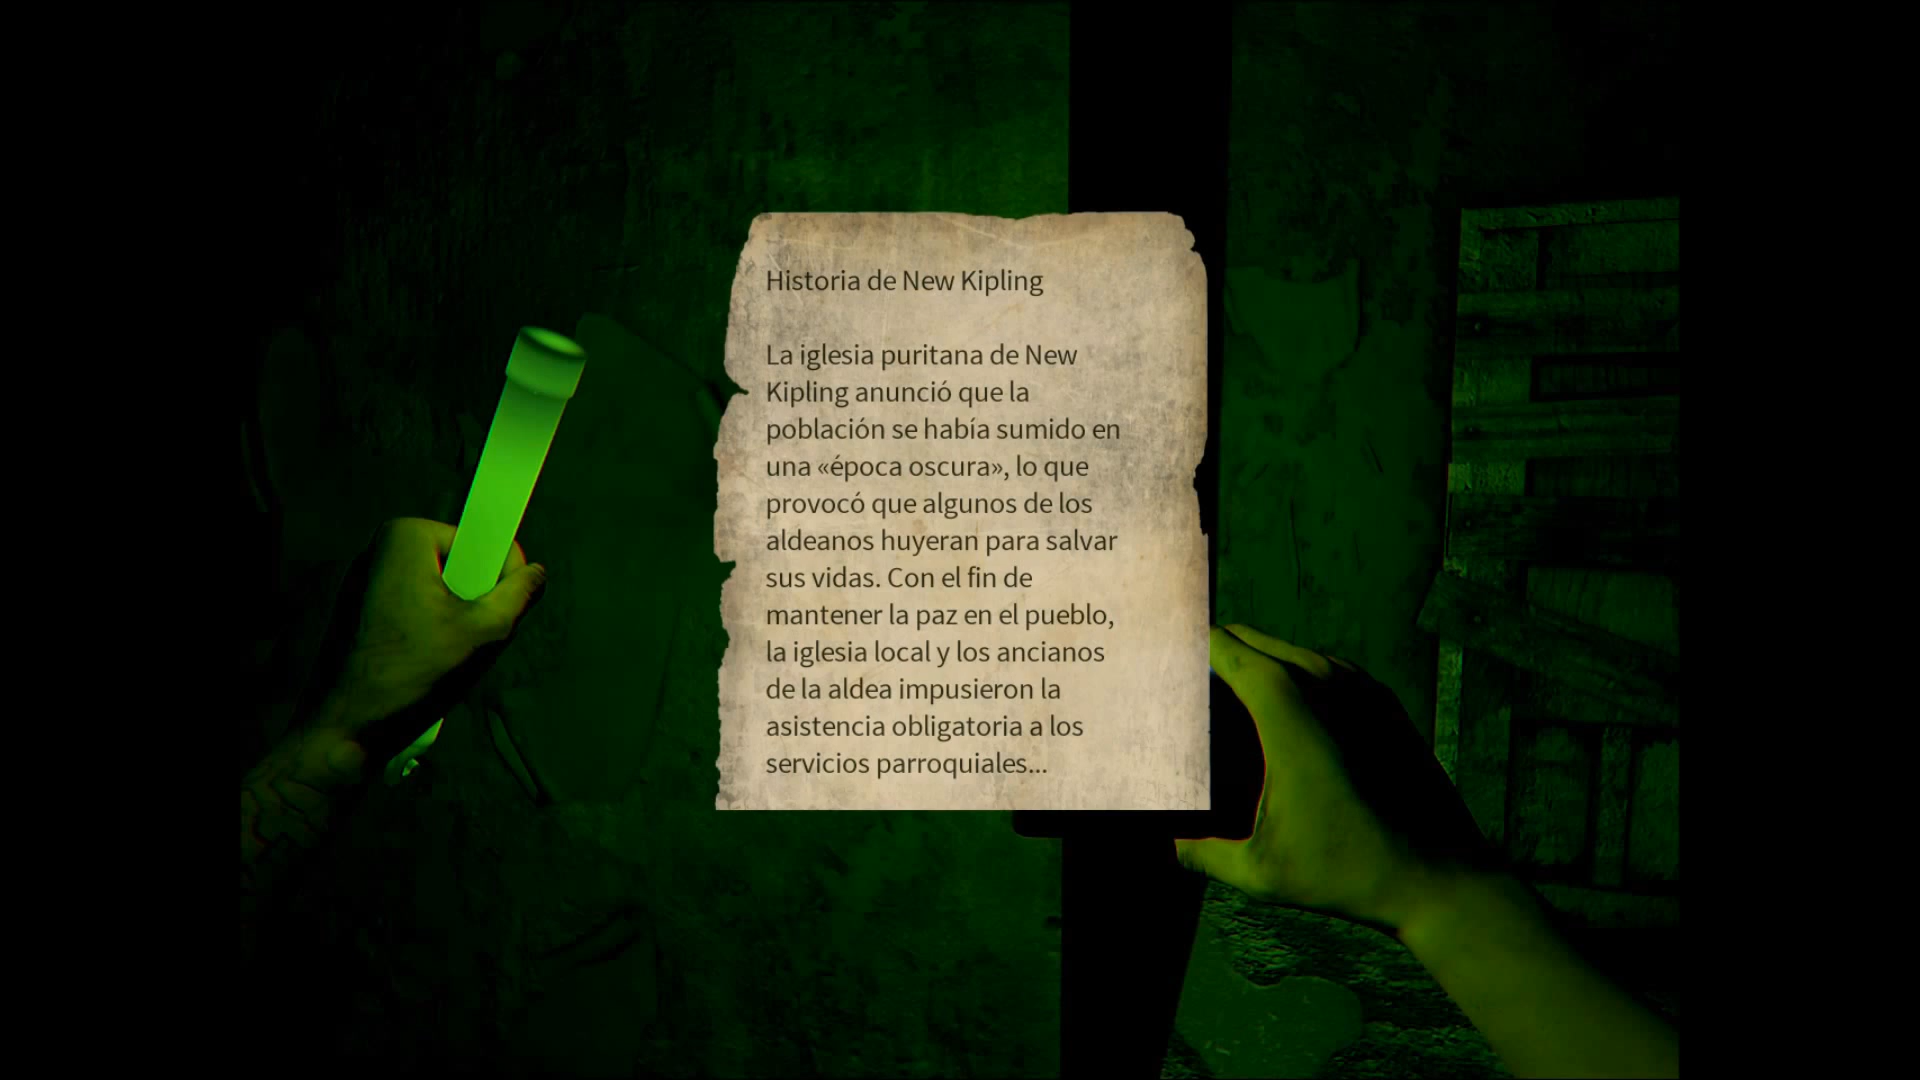 Historia de New Kipling
La iglesia puritana de New
Kipling anunció que la
población se había sumido en
una «época oscura», lo que
provocó que algunos de los
aldeanos huyeran para salvar
sus vidas. Con el fin de
mantener la paz en el pueblo,
la iglesia local y los ancianos
de la aldea impusieron la
asistencia obligatoria a los
servicios parroquiales...